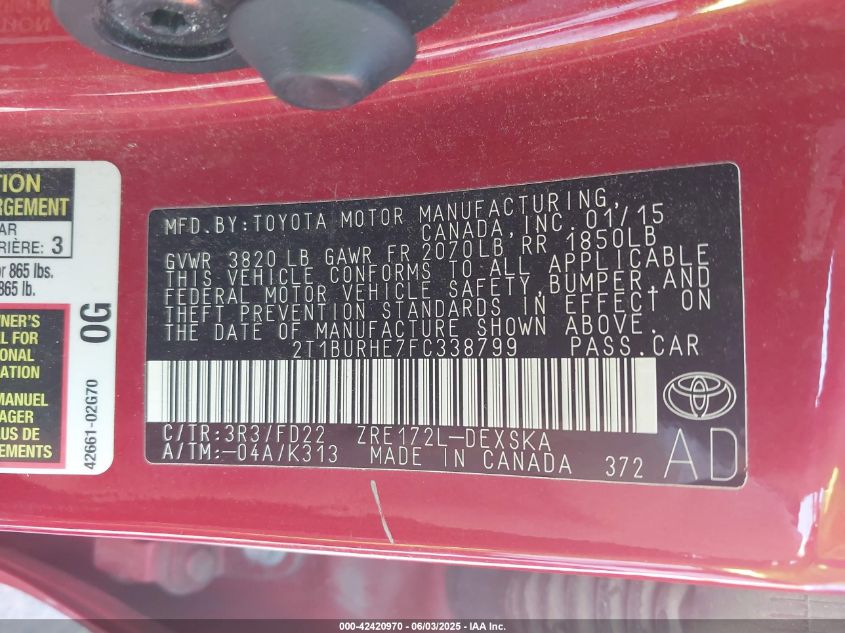 TION
RGEMENT
AR
RIÈRE: 3
r 865 lbs.
865 lb.
NER'S
L FOR
ONAL
ATION
MANUEL
AGER
LUS DE
EMENTS
0G
42661-02G70
MFD.BY:TOYOTA MOTOR MANUFACTURING,
CANADA,INC.01/15
GVWR 3820LB GAWR FR 2070LB,RR 1850LB
THIS VEHICLE CONFORMS TO ALL APPLICABLE
FEDERAL MOTOR VEHICLE SAFETY,BUMPER,AND
THEFT PREVENTION STANDARDS IN EFFECT ON
THE DATE OF MANUFACTURE SHOWN ABOVE.
2T1BURHE7FC338799 PASS.CAR
C/TR:3R3/FD22 ZRE172L-DEXSKA
A/TM:-04A/K313 MADE IN CANADA 372
AD
000-42420970 - 06/03/2025 - IAA Inc.